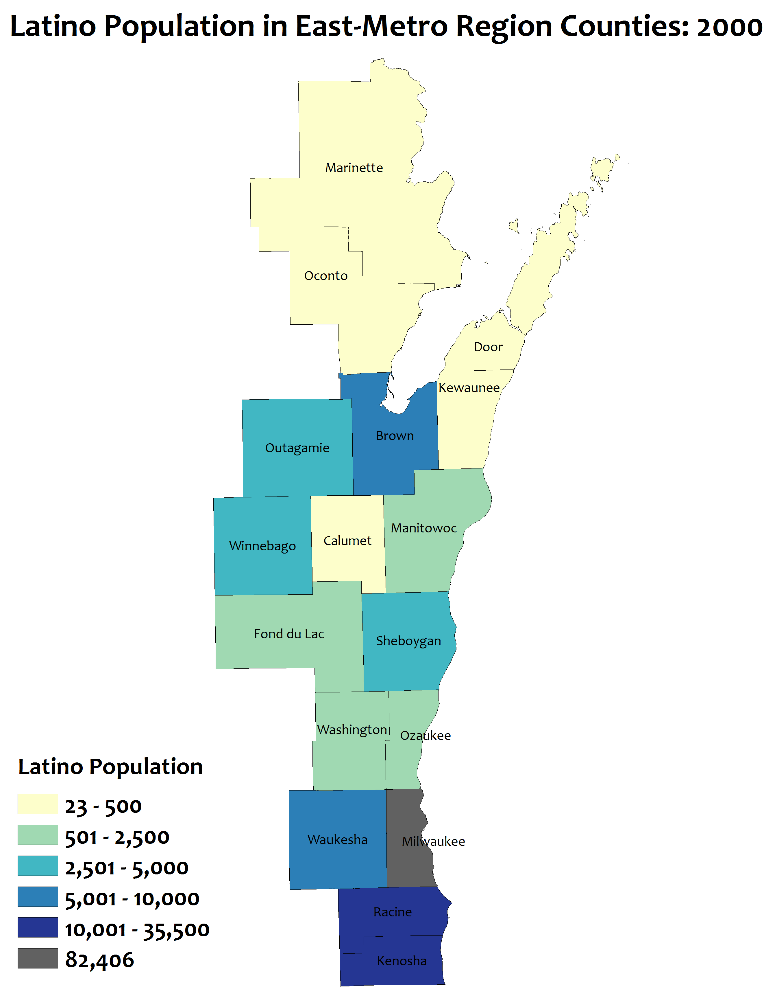 Latino Population in East-Metro Region Counties: 2000
Marinette
Oconto
Door
Kewaunee
Brown
Outagamie
Manitowoc
Calumet
Winnebago
Fond du Lac
Sheboygan
Washington
Ozaukee
Waukesha
Milwaukee
Racine
Kenosha
Latino Population
23 - 500
501 - 2,500
2,501 - 5,000
5,001 - 10,000
10,001 - 35,500
82,406